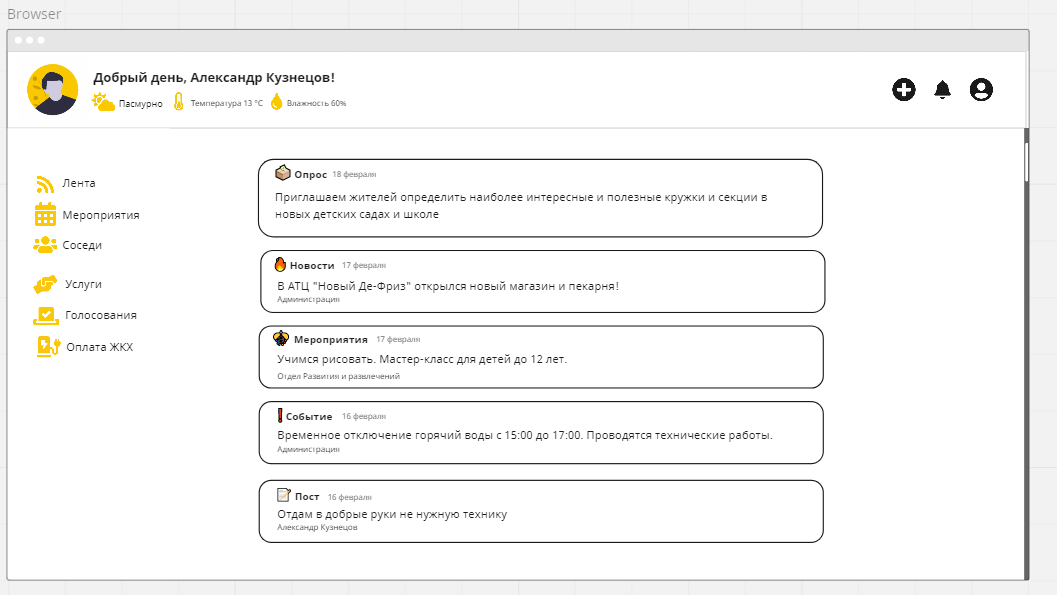 Browser
Добрый день, Александр Кузнецов!
Пасмурно Температура 13 °C Влажность 60%
Лента
Мероприятия
Соседи
Услуги
Голосования
Оплата ЖКХ
Опрос 18 февраля
Приглашаем жителей определить наиболее интересные и полезные кружки и секции в
новых детских садах и школе
Новости 17 февраля
В АТЦ "Новый Де-Фриз" открылся новый магазин и пекарня!
Администрация
Мероприятия 17 февраля
Учимся рисовать. Мастер-класс для детей до 12 лет.
Отдел Развития и развлечений
Событие 16 февраля
Временное отключение горячий воды с 15:00 до 17:00. Проводятся технические работы.
Администрация
Пост 16 февраля
Отдам в добрые руки не нужную технику
Александр Кузнецов